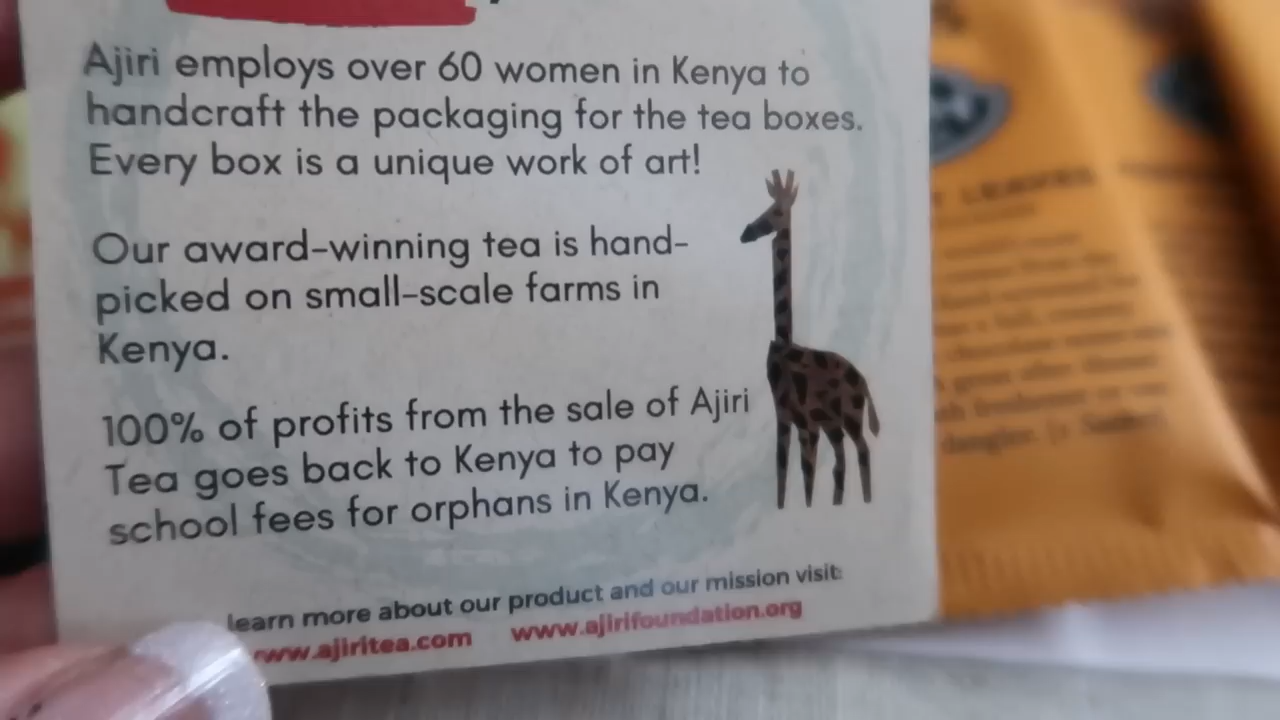 Ajiri employs over 60 women in Kenya to
handcraft the packaging for the tea boxes.
Every box is a unique work of art!
Our award-winning tea is hand-
picked on small-scale farms in
Kenya.
100% of profits from the sale of Ajiri
Tea goes back to Kenya to pay
school fees for orphans in Kenya.
learn more about our product and our mission visit:
www.ajiritea.com www.ajirifoundation.org
LEAVES